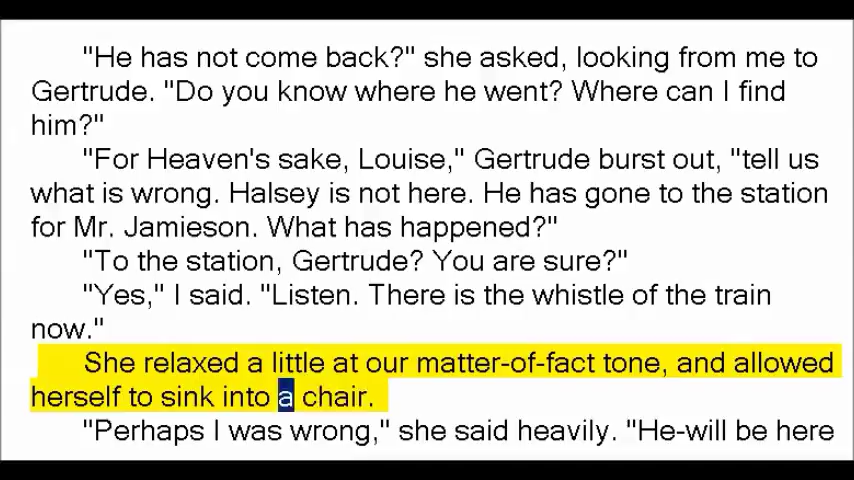 "He has not come back?" she asked, looking from me to
Gertrude. "Do you know where he went? Where can I find
him?"
"For Heaven's sake, Louise," Gertrude burst out, "tell us
what is wrong. Halsey is not here. He has gone to the station
for Mr. Jamieson. What has happened?"
"To the station, Gertrude? You are sure?"
"Yes," I said. "Listen. There is the whistle of the train
now."
She relaxed a little at our matter-of-fact tone, and allowed
herself to sink into a chair.
"Perhaps I was wrong," she said heavily. "He-will be here